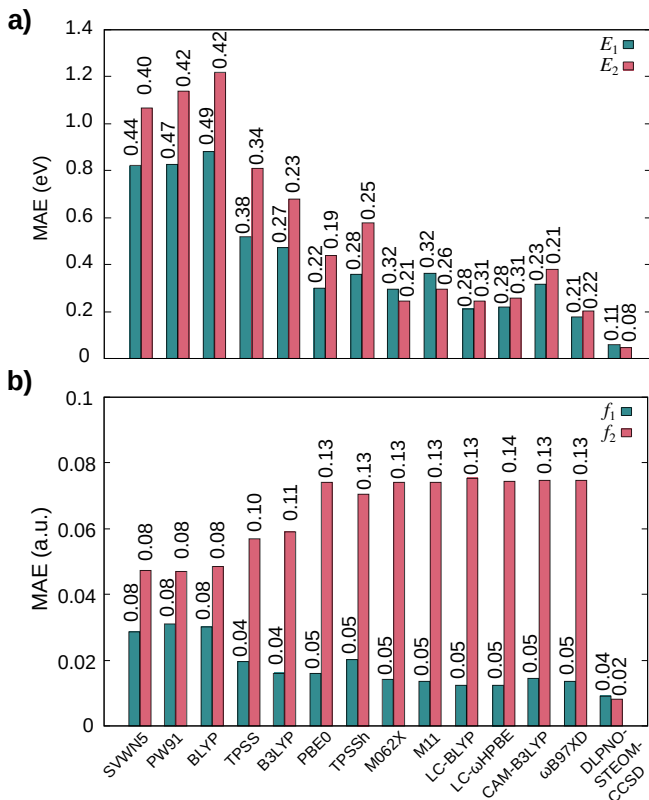 a)
1.4
1.2
1.0
0.8
0.6
0.4
0.2
0
MAE (eV)
E1
E2
0.44
0.40
0.47
0.42
0.49
0.42
0.38
0.34
0.27
0.23
0.22
0.19
0.28
0.25
0.32
0.21
0.32
0.26
0.28
0.31
0.28
0.31
0.23
0.21
0.21
0.22
0.11
0.08
b)
0.1
0.08
0.06
0.04
0.02
0
MAE (a.u.)
f1
f2
0.08
0.08
0.08
0.08
0.08
0.08
0.04
0.10
0.04
0.11
0.05
0.13
0.05
0.13
0.05
0.13
0.05
0.13
0.05
0.13
0.05
0.14
0.05
0.13
0.05
0.13
0.04
0.02
SVWN5
PW91
BLYP
TPSS
B3LYP
PBE0
TPSSh
M062X
M11
LC-BLYP
LC-ωHPBE
CAM-B3LYP
ωB97XD
DLPNO-
STEOM-
CCSD